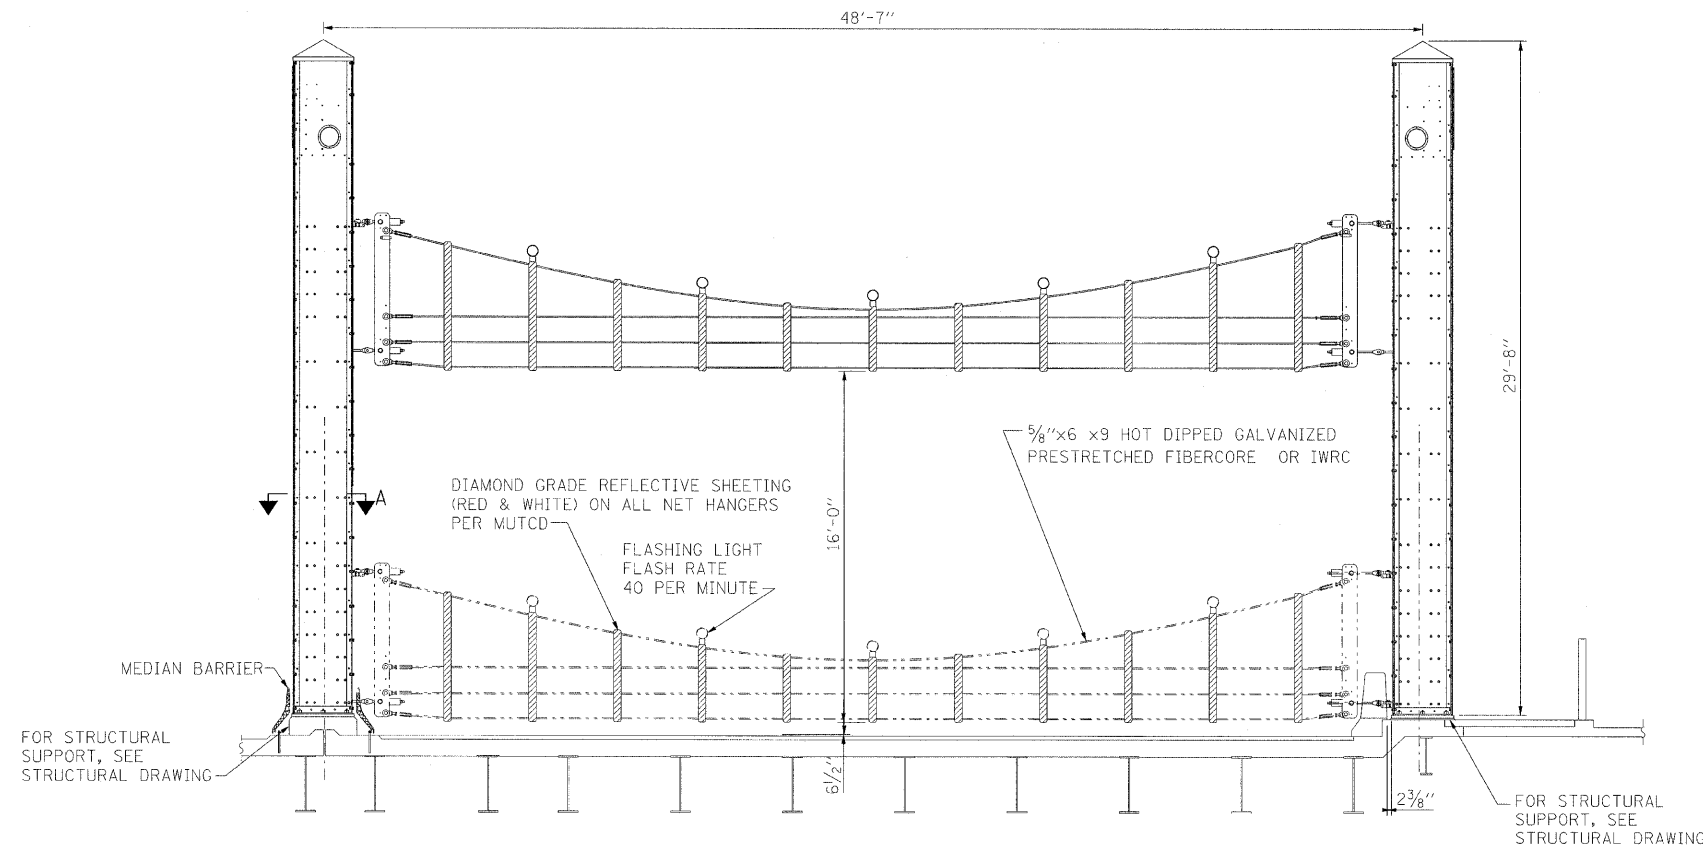 48'-7"
29'-8"
5/8"x6 x9 HOT DIPPED GALVANIZED
PRESTRETCHED FIBERCORE OR IWRC
DIAMOND GRADE REFLECTIVE SHEETING
(RED & WHITE) ON ALL NET HANGERS
PER MUTCD
A
16'-0"
FLASHING LIGHT
FLASH RATE
40 PER MINUTE
MEDIAN BARRIER
FOR STRUCTURAL
SUPPORT, SEE
STRUCTURAL DRAWING
6 1/2"
2 3/8"
FOR STRUCTURAL
SUPPORT, SEE
STRUCTURAL DRAWING